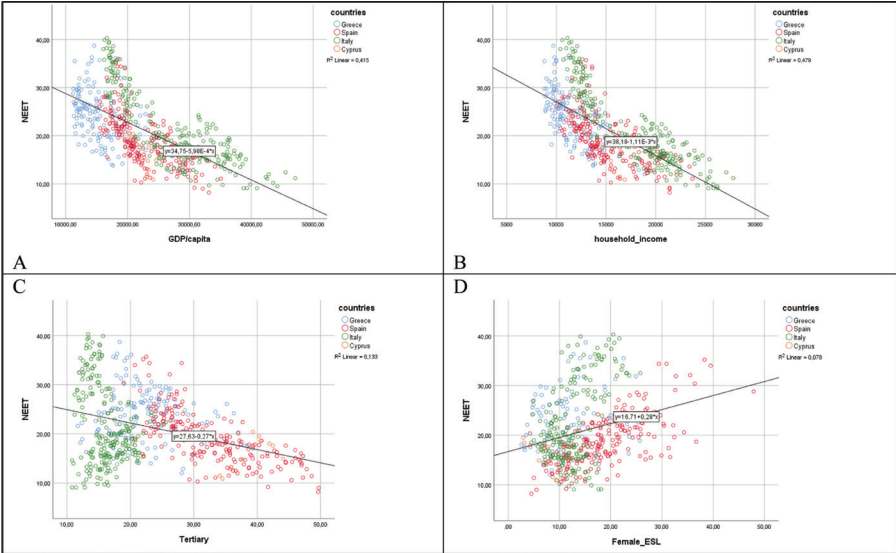 countries
Greece
Spain
Italy
Cyprus
R² Linear = 0,415
40,00
30,00
20,00
10,00
NEET
y=34,75-5,98E-4*x
10000,00 20000,00 30000,00 40000,00 50000,00
GDP/capita
A
countries
Greece
Spain
Italy
Cyprus
R² Linear = 0,479
40,00
30,00
20,00
10,00
NEET
y=38,18-1,11E-3*x
5000 10000 15000 20000 25000 30000
household_income
B
C
countries
Greece
Spain
Italy
Cyprus
R² Linear = 0,133
40,00
30,00
20,00
10,00
NEET
y=27,63-0,27*x
10,00 20,00 30,00 40,00 50,00
Tertiary
D
countries
Greece
Spain
Italy
Cyprus
R² Linear = 0,078
40,00
30,00
20,00
10,00
NEET
y=16,71+0,28*x
,00 10,00 20,00 30,00 40,00 50,00
Female_ESL